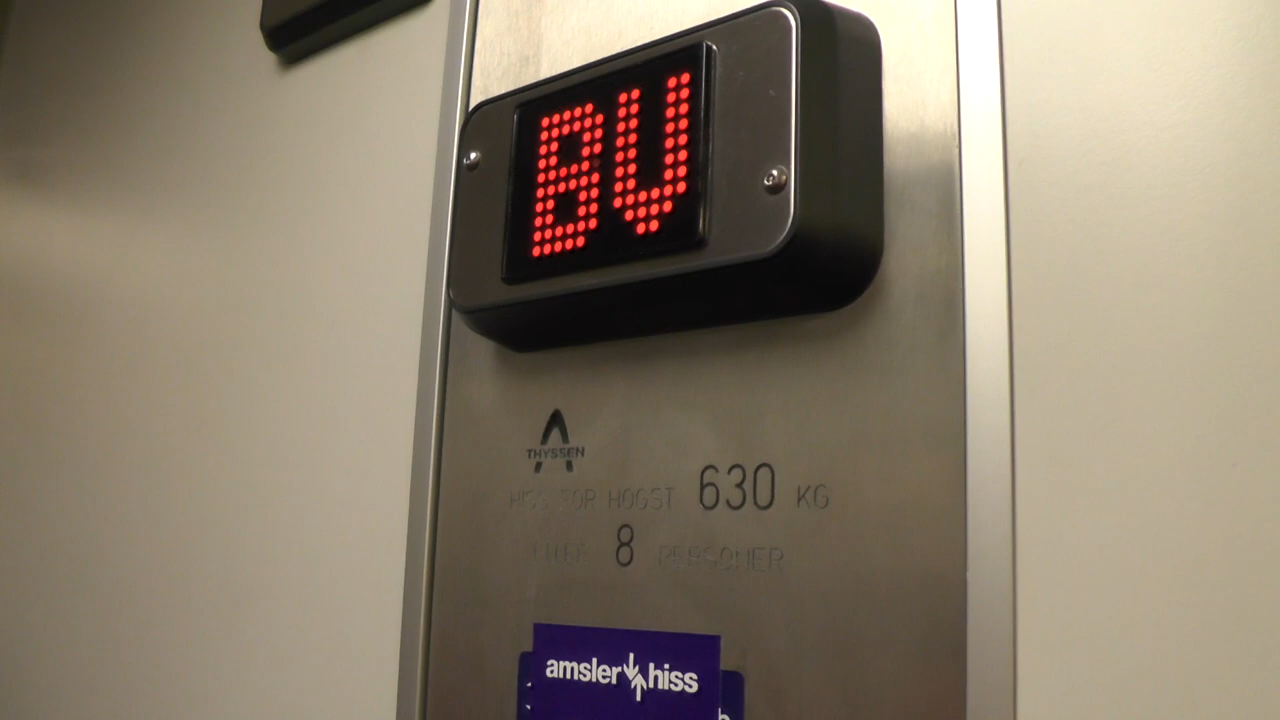 BV
THYSSEN
HISS FÖR HÖGST 630 KG
ELLER 8 PERSONER
amsler hiss